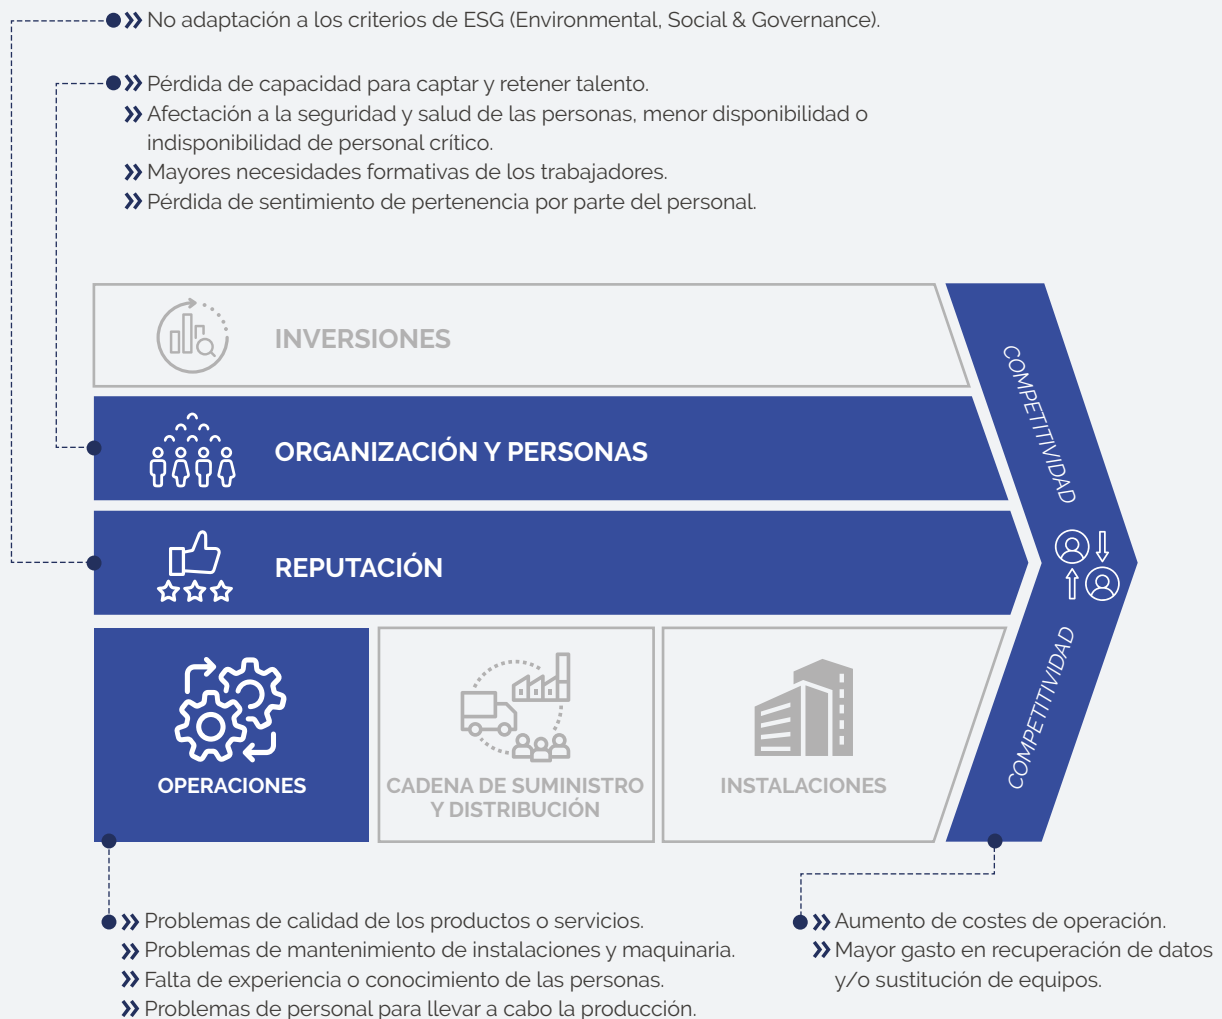 » No adaptación a los criterios de ESG (Environmental, Social & Governance).
» Pérdida de capacidad para captar y retener talento.
» Afectación a la seguridad y salud de las personas, menor disponibilidad o
indisponibilidad de personal crítico.
» Mayores necesidades formativas de los trabajadores.
» Pérdida de sentimiento de pertenencia por parte del personal.
INVERSIONES
ORGANIZACIÓN Y PERSONAS
REPUTACIÓN
COMPETITIVIDAD
COMPETITIVIDAD
OPERACIONES
CADENA DE SUMINISTRO
Y DISTRIBUCIÓN
INSTALACIONES
» Problemas de calidad de los productos o servicios.
» Problemas de mantenimiento de instalaciones y maquinaria.
» Falta de experiencia o conocimiento de las personas.
» Problemas de personal para llevar a cabo la producción.
» Aumento de costes de operación.
» Mayor gasto en recuperación de datos
y/o sustitución de equipos.